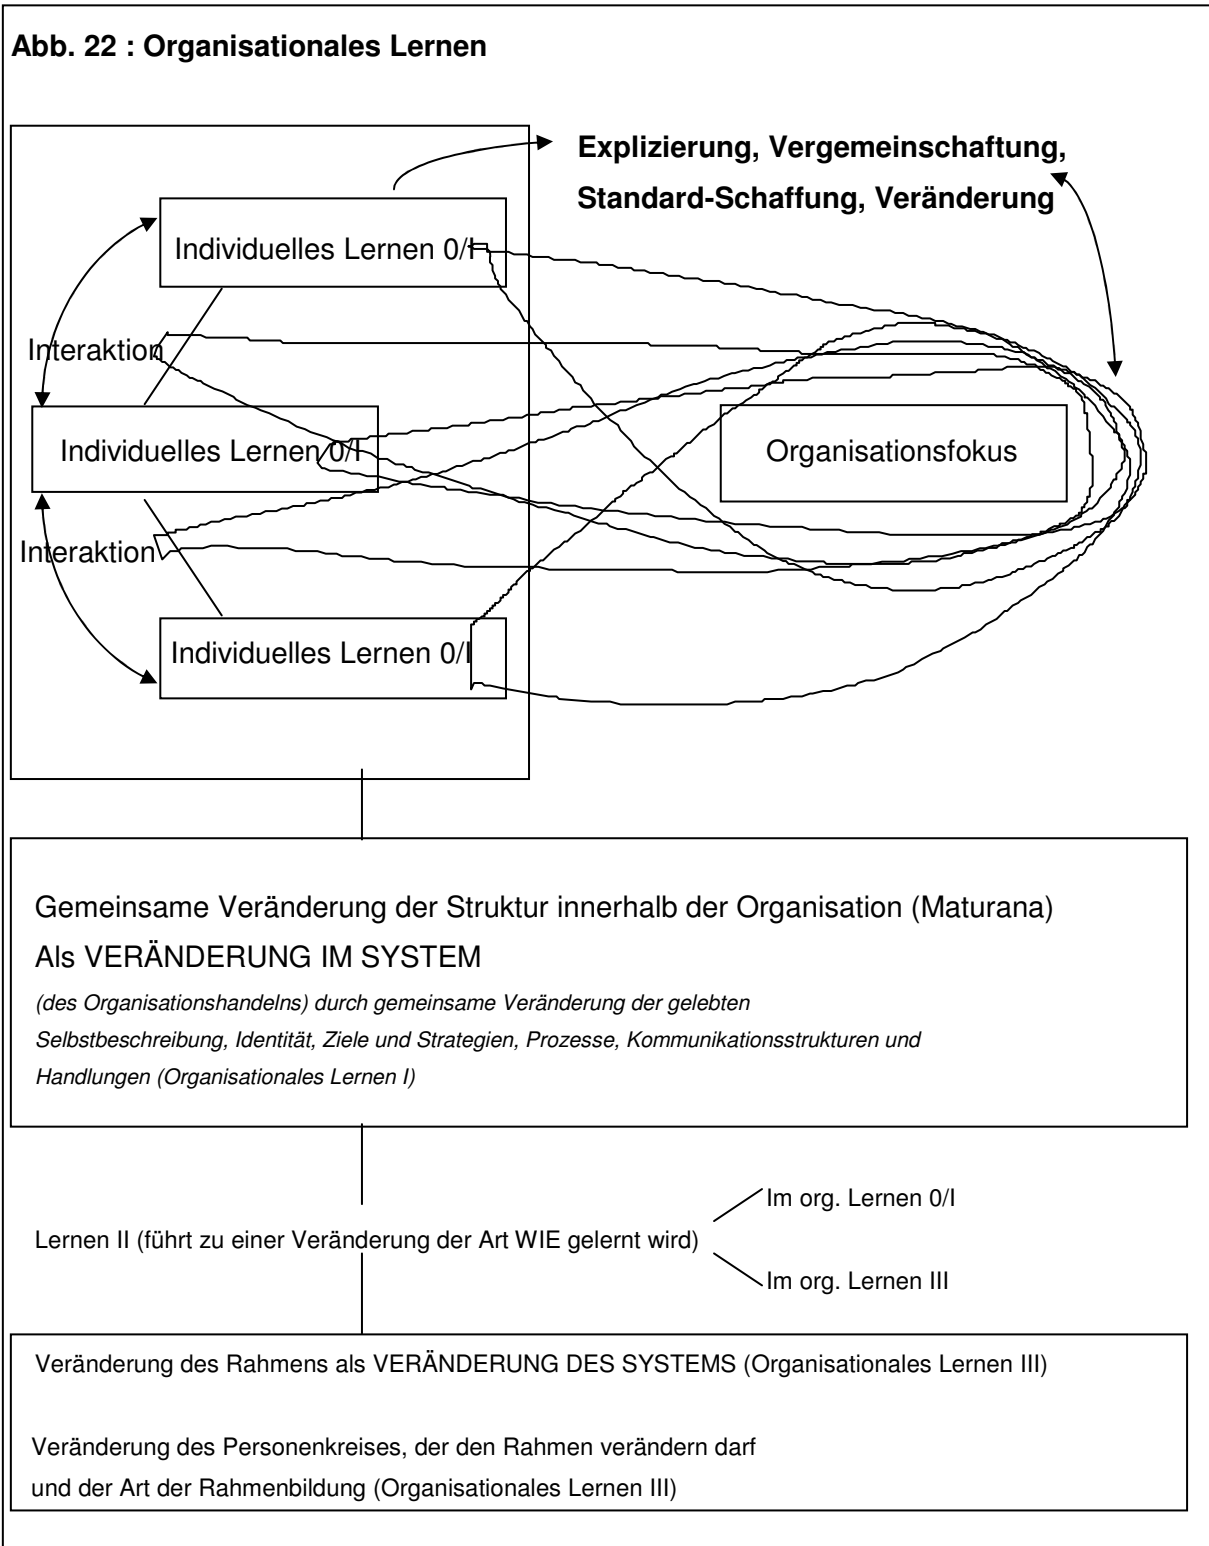 Abb. 22 : Organisationales Lernen
Explizierung, Vergemeinschaftung,
Standard-Schaffung, Veränderung
Individuelles Lernen 0/I
Interaktion
Individuelles Lernen 0/I
Organisationsfokus
Interaktion
Individuelles Lernen 0/I
Gemeinsame Veränderung der Struktur innerhalb der Organisation (Maturana)
Als VERÄNDERUNG IM SYSTEM
(des Organisationshandelns) durch gemeinsame Veränderung der gelebten
Selbstbeschreibung, Identität, Ziele und Strategien, Prozesse, Kommunikationsstrukturen und
Handlungen (Organisationales Lernen I)
Im org. Lernen 0/I
Lernen II (führt zu einer Veränderung der Art WIE gelernt wird)
Im org. Lernen III
Veränderung des Rahmens als VERÄNDERUNG DES SYSTEMS (Organisationales Lernen III)
Veränderung des Personenkreises, der den Rahmen verändern darf
und der Art der Rahmenbildung (Organisationales Lernen III)